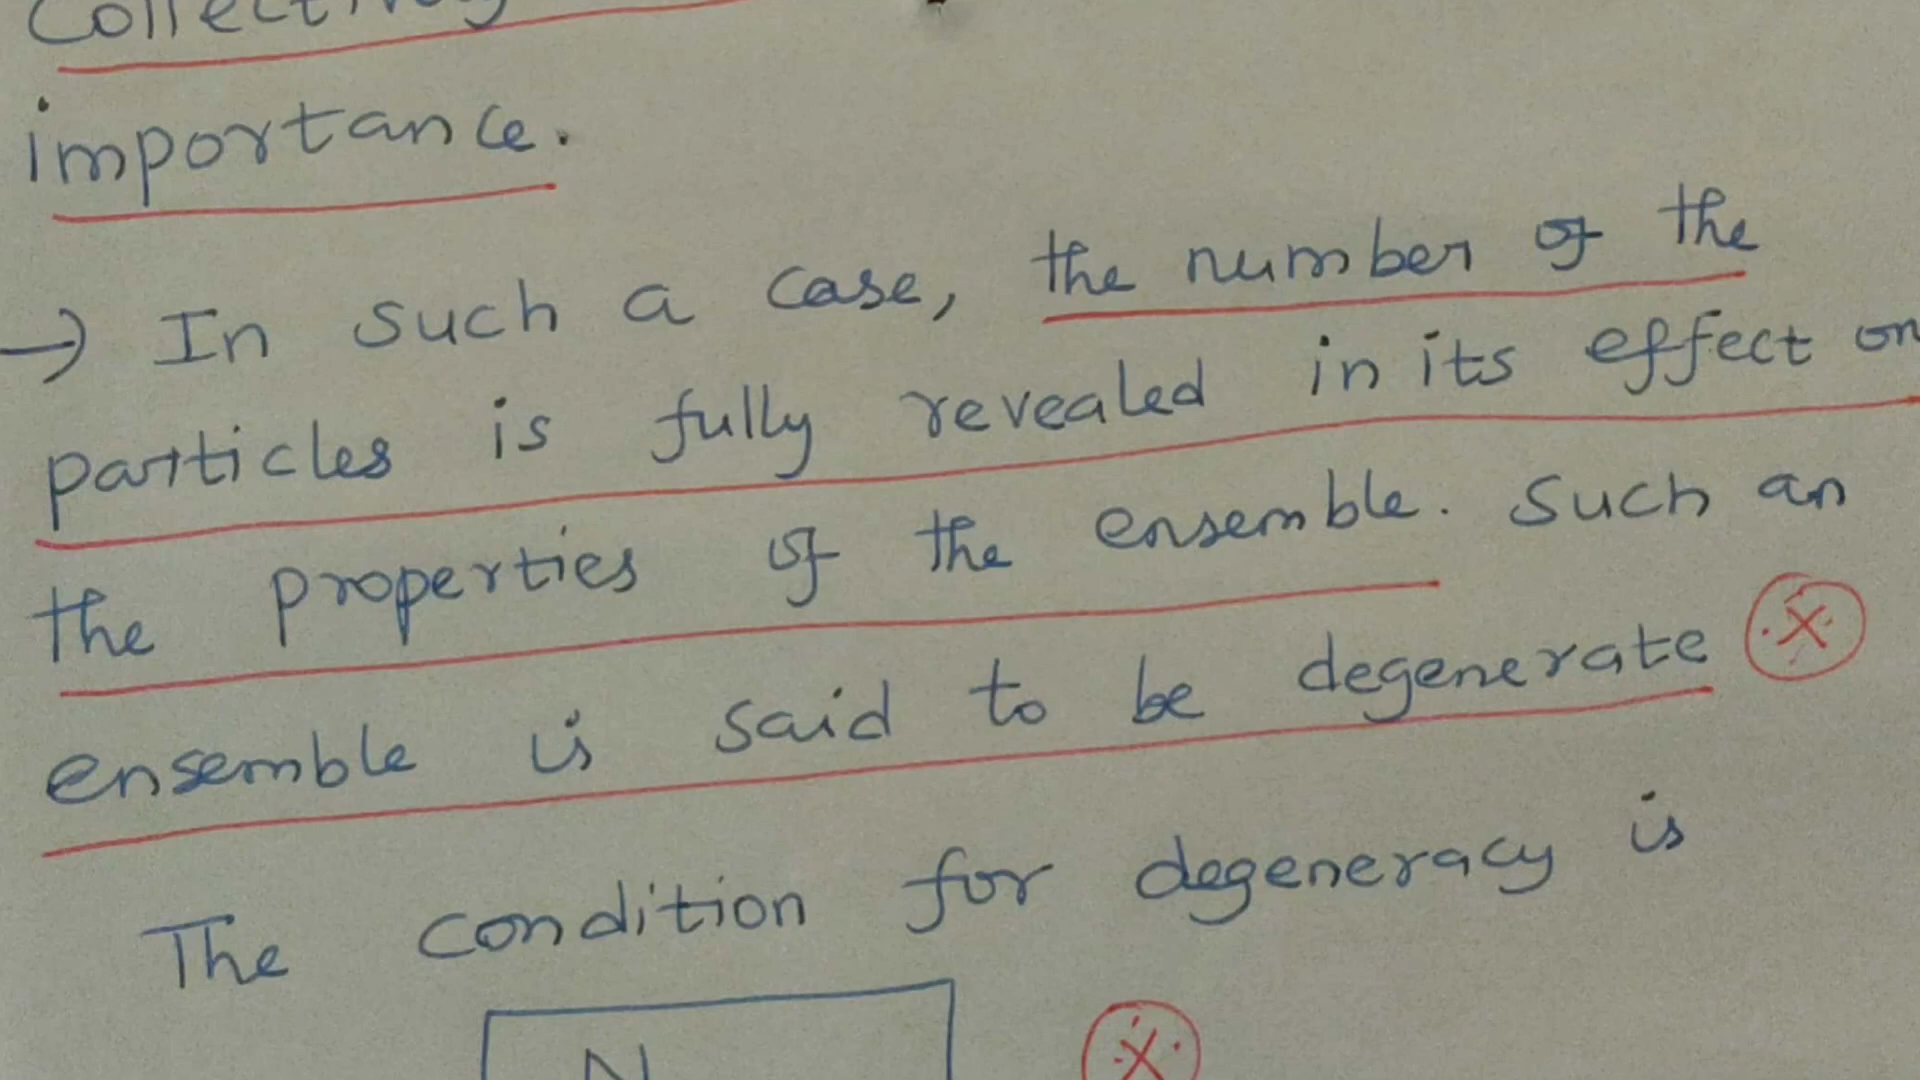 Collectively
importance.
→ In such a case, the number of the
particles is fully revealed in its effect on
the properties of the ensemble. Such an
ensemble is said to be degenerate
The condition for degeneracy is
N